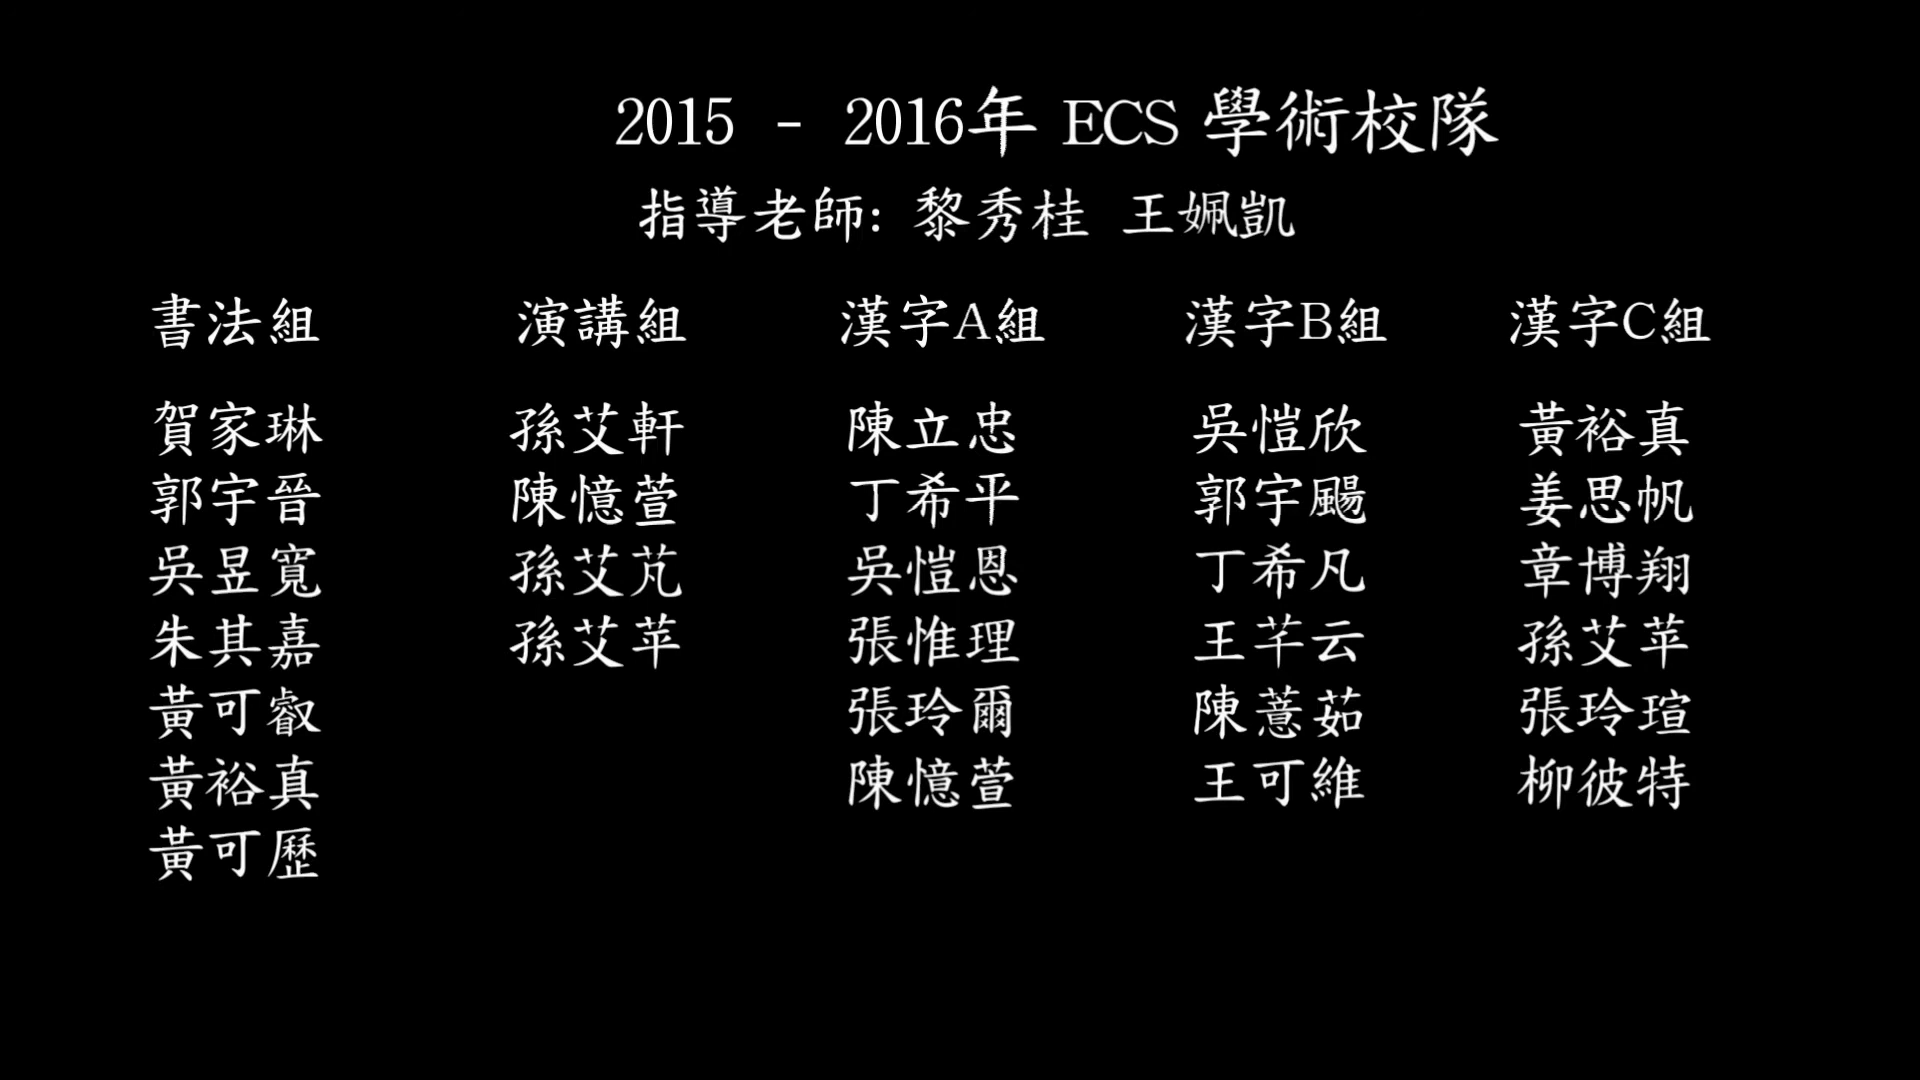 2015 - 2016年 ECS 學術校隊
指導老師: 黎秀桂 王姵凱
書法組 演講組 漢字A組 漢字B組 漢字C組
賀家琳 孫艾軒 陳立忠 吳愷欣 黃裕真
郭宇晉 陳憶萱 丁希平 郭宇颺 姜思帆
吳昱寬 孫艾芃 吳愷恩 丁希凡 章博翔
朱其嘉 孫艾苹 張惟理 王芊云 孫艾苹
黃可叡 張玲爾 陳薏茹 張玲瑄
黃裕真 陳憶萱 王可維 柳彼特
黃可歷